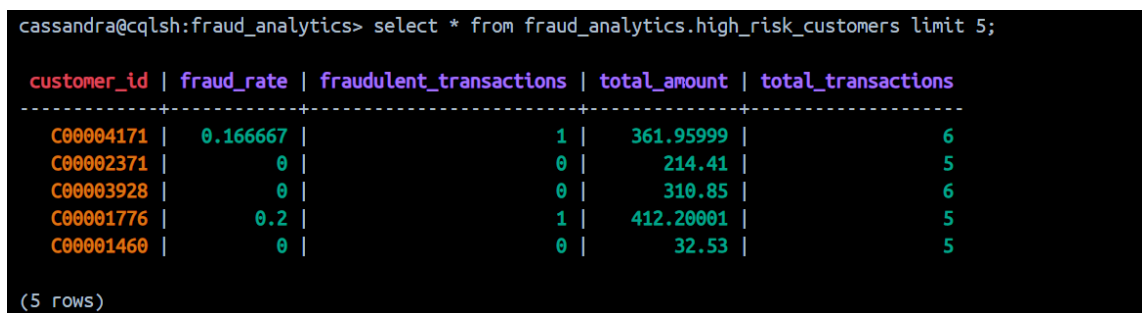 cassandra@cqlsh:fraud_analytics> select * from fraud_analytics.high_risk_customers limit 5;
customer_id | fraud_rate | fraudulent_transactions | total_amount | total_transactions
-------------+------------+-------------------------+--------------+--------------------
C00004171 | 0.166667 | 1 | 361.95999 | 6
C00002371 | 0 | 0 | 214.41 | 5
C00003928 | 0 | 0 | 310.85 | 6
C00001776 | 0.2 | 1 | 412.20001 | 5
C00001460 | 0 | 0 | 32.53 | 5
(5 rows)